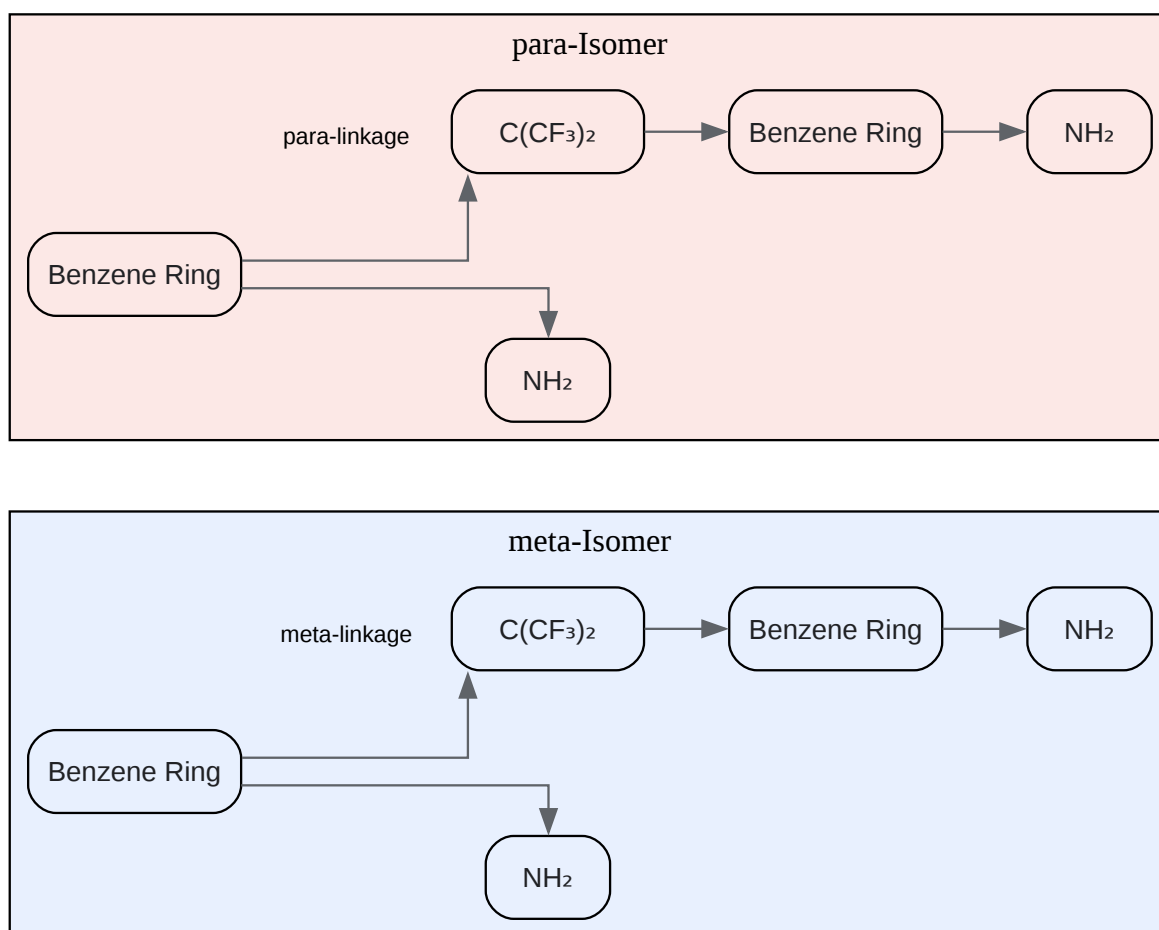 para-Isomer
para-linkage
C(CF₃)₂
Benzene Ring
NH₂
Benzene Ring
NH₂
meta-Isomer
meta-linkage
C(CF₃)₂
Benzene Ring
NH₂
Benzene Ring
NH₂